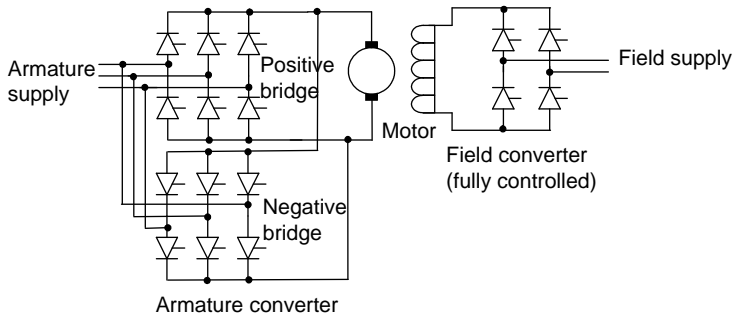 Armature
supply
Positive
bridge
Motor
Field supply
Field converter
(fully controlled)
Negative
bridge
Armature converter